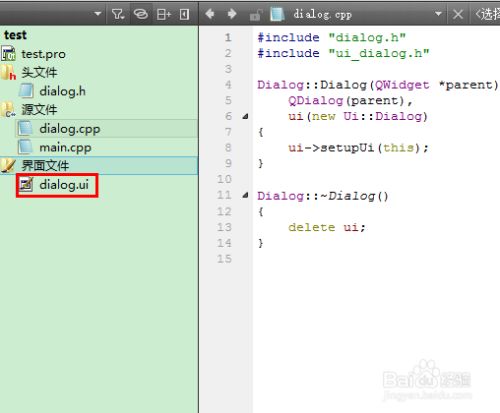 dialog.cpp
<选择
test
test.pro
头文件
dialog.h
源文件
dialog.cpp
main.cpp
界面文件
dialog.ui
1 #include "dialog.h"
2 #include "ui_dialog.h"
3
4 Dialog::Dialog(QWidget *parent)
5 QDialog(parent),
6 ui(new Ui::Dialog)
7 {
8 ui->setupUi(this);
9 }
10
11 Dialog::~Dialog()
12 {
13 delete ui;
14 }
15
Baidu 经验
jingyan.baidu.com